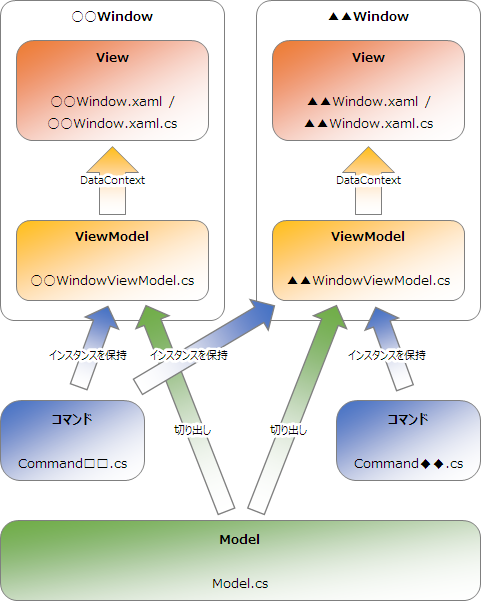 ○○Window
View
○○Window.xaml /
○○Window.xaml.cs
DataContext
ViewModel
○○WindowViewModel.cs
▲▲Window
View
▲▲Window.xaml /
▲▲Window.xaml.cs
DataContext
ViewModel
▲▲WindowViewModel.cs
インスタンスを保持
インスタンスを保持
インスタンスを保持
コマンド
Command□□.cs
切り出し
切り出し
コマンド
Command◆◆.cs
Model
Model.cs